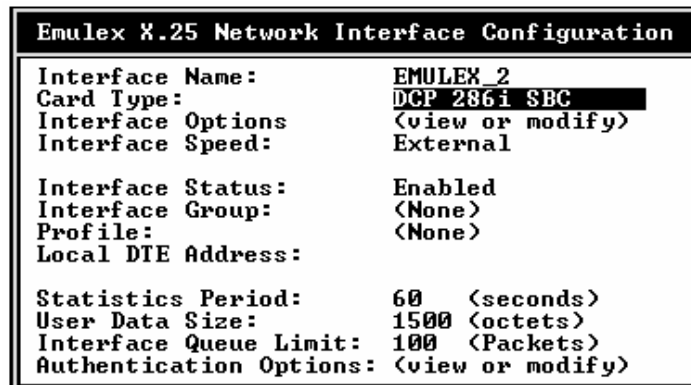 Emulex X.25 Network Interface Configuration
Interface Name: EMULEX_2
Card Type: DCP 286i SBC
Interface Options (view or modify)
Interface Speed: External
Interface Status: Enabled
Interface Group: (None)
Profile: (None)
Local DTE Address:
Statistics Period: 60 (seconds)
User Data Size: 1500 (octets)
Interface Queue Limit: 100 (Packets)
Authentication Options: (view or modify)